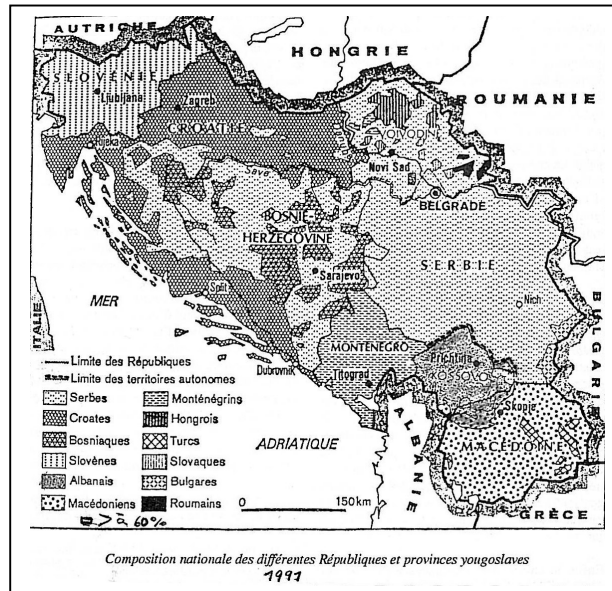 AUTRICHE
HONGRIE
ROUMANIE
SLOVÉNIE
Ljubljana
Zagreb
CROATIE
Rijeka
VOÏVODINE
Novi Sad
BELGRADE
Save
BOSNIE-
HERZÉGOVINE
Sarajevo
SERBIE
Nich
BULGARIE
MER
ITALIE
Split
MONTÉNÉGRO
Prichtina
KOSSOVO
Dubrovnik
Titograd
Skopje
ALBANIE
MACÉDOINE
ADRIATIQUE
GRÈCE
Limite des Républiques
Limite des territoires autonomes
Serbes
Monténégrins
Croates
Hongrois
Bosniaques
Turcs
Slovènes
Slovaques
Albanais
Bulgares
Macédoniens
Roumains
> à 60%
0 150km
Composition nationale des différentes Républiques et provinces yougoslaves
1991